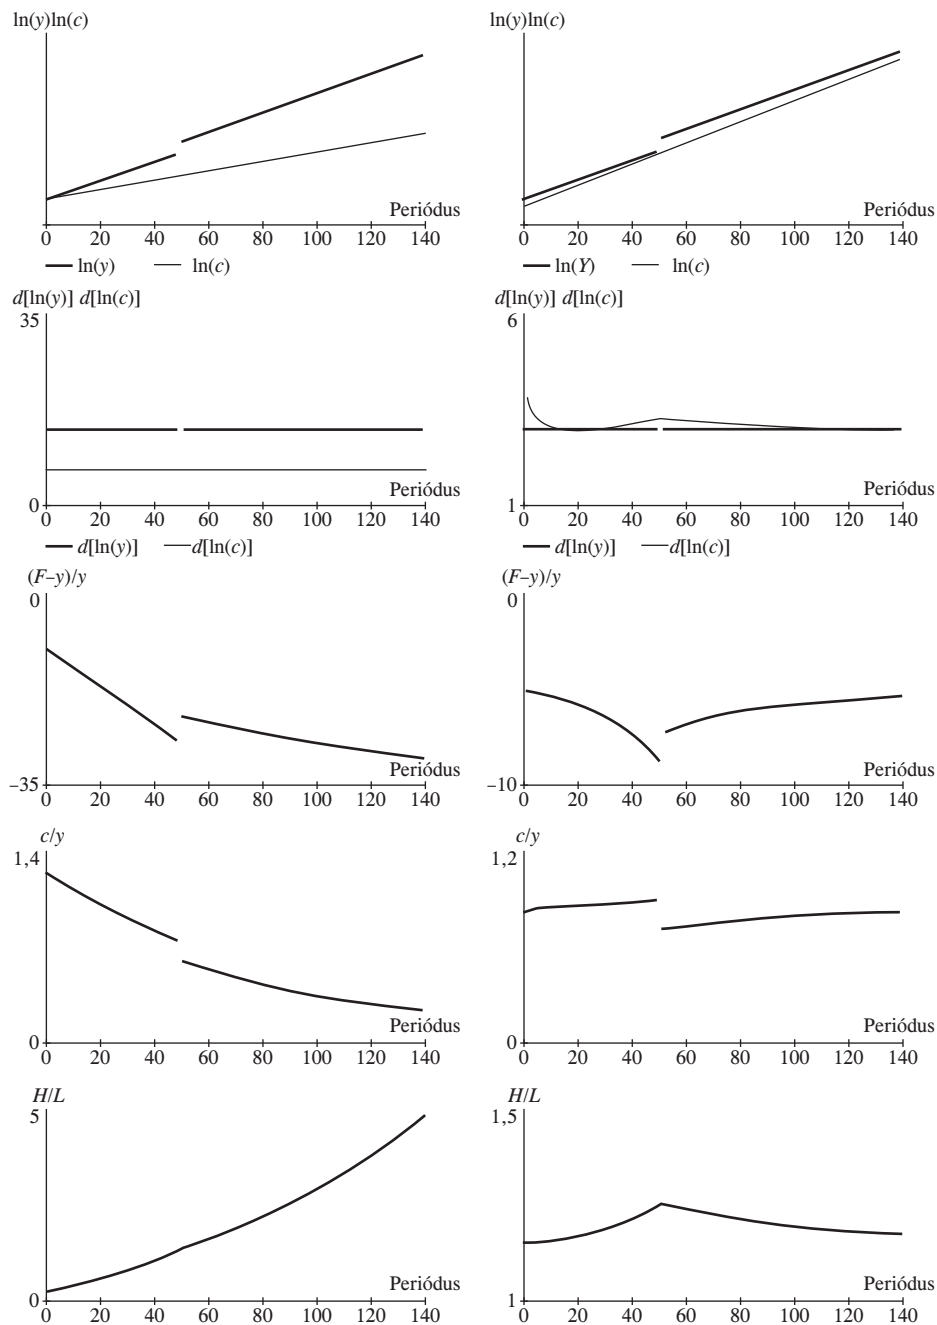 ln(y)ln(c)
Periódus
0 20 40 60 80 100 120 140
ln(y) ln(c)
ln(y)ln(c)
Periódus
0 20 40 60 80 100 120 140
ln(Y) ln(c)
d[ln(y)] d[ln(c)]
35
Periódus
0
0 20 40 60 80 100 120 140
d[ln(y)] d[ln(c)]
d[ln(y)] d[ln(c)]
6
Periódus
1
0 20 40 60 80 100 120 140
d[ln(y)] d[ln(c)]
(F–y)/y
0
Periódus
–35
0 20 40 60 80 100 120 140
(F–y)/y
0
Periódus
–10
0 20 40 60 80 100 120 140
c/y
1,4
Periódus
0
0 20 40 60 80 100 120 140
c/y
1,2
Periódus
0
0 20 40 60 80 100 120 140
H/L
5
Periódus
0
0 20 40 60 80 100 120 140
H/L
1,5
Periódus
1
0 20 40 60 80 100 120 140